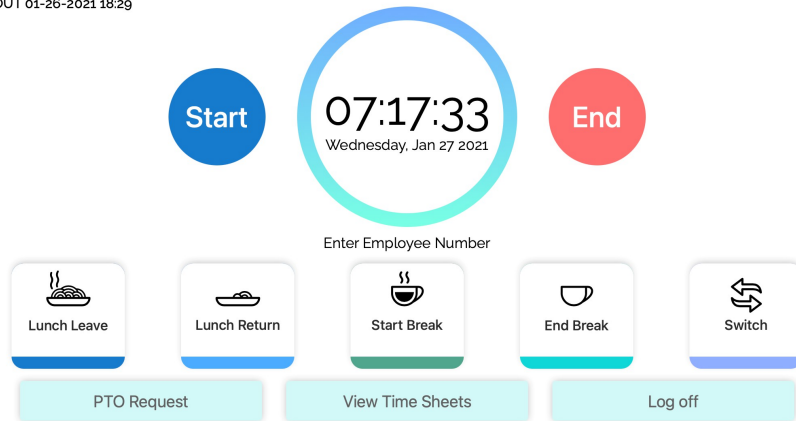 OUT 01-26-2021 18:29
Start
07:17:33
Wednesday, Jan 27 2021
End
Enter Employee Number
Lunch Leave
Lunch Return
Start Break
End Break
Switch
PTO Request
View Time Sheets
Log off